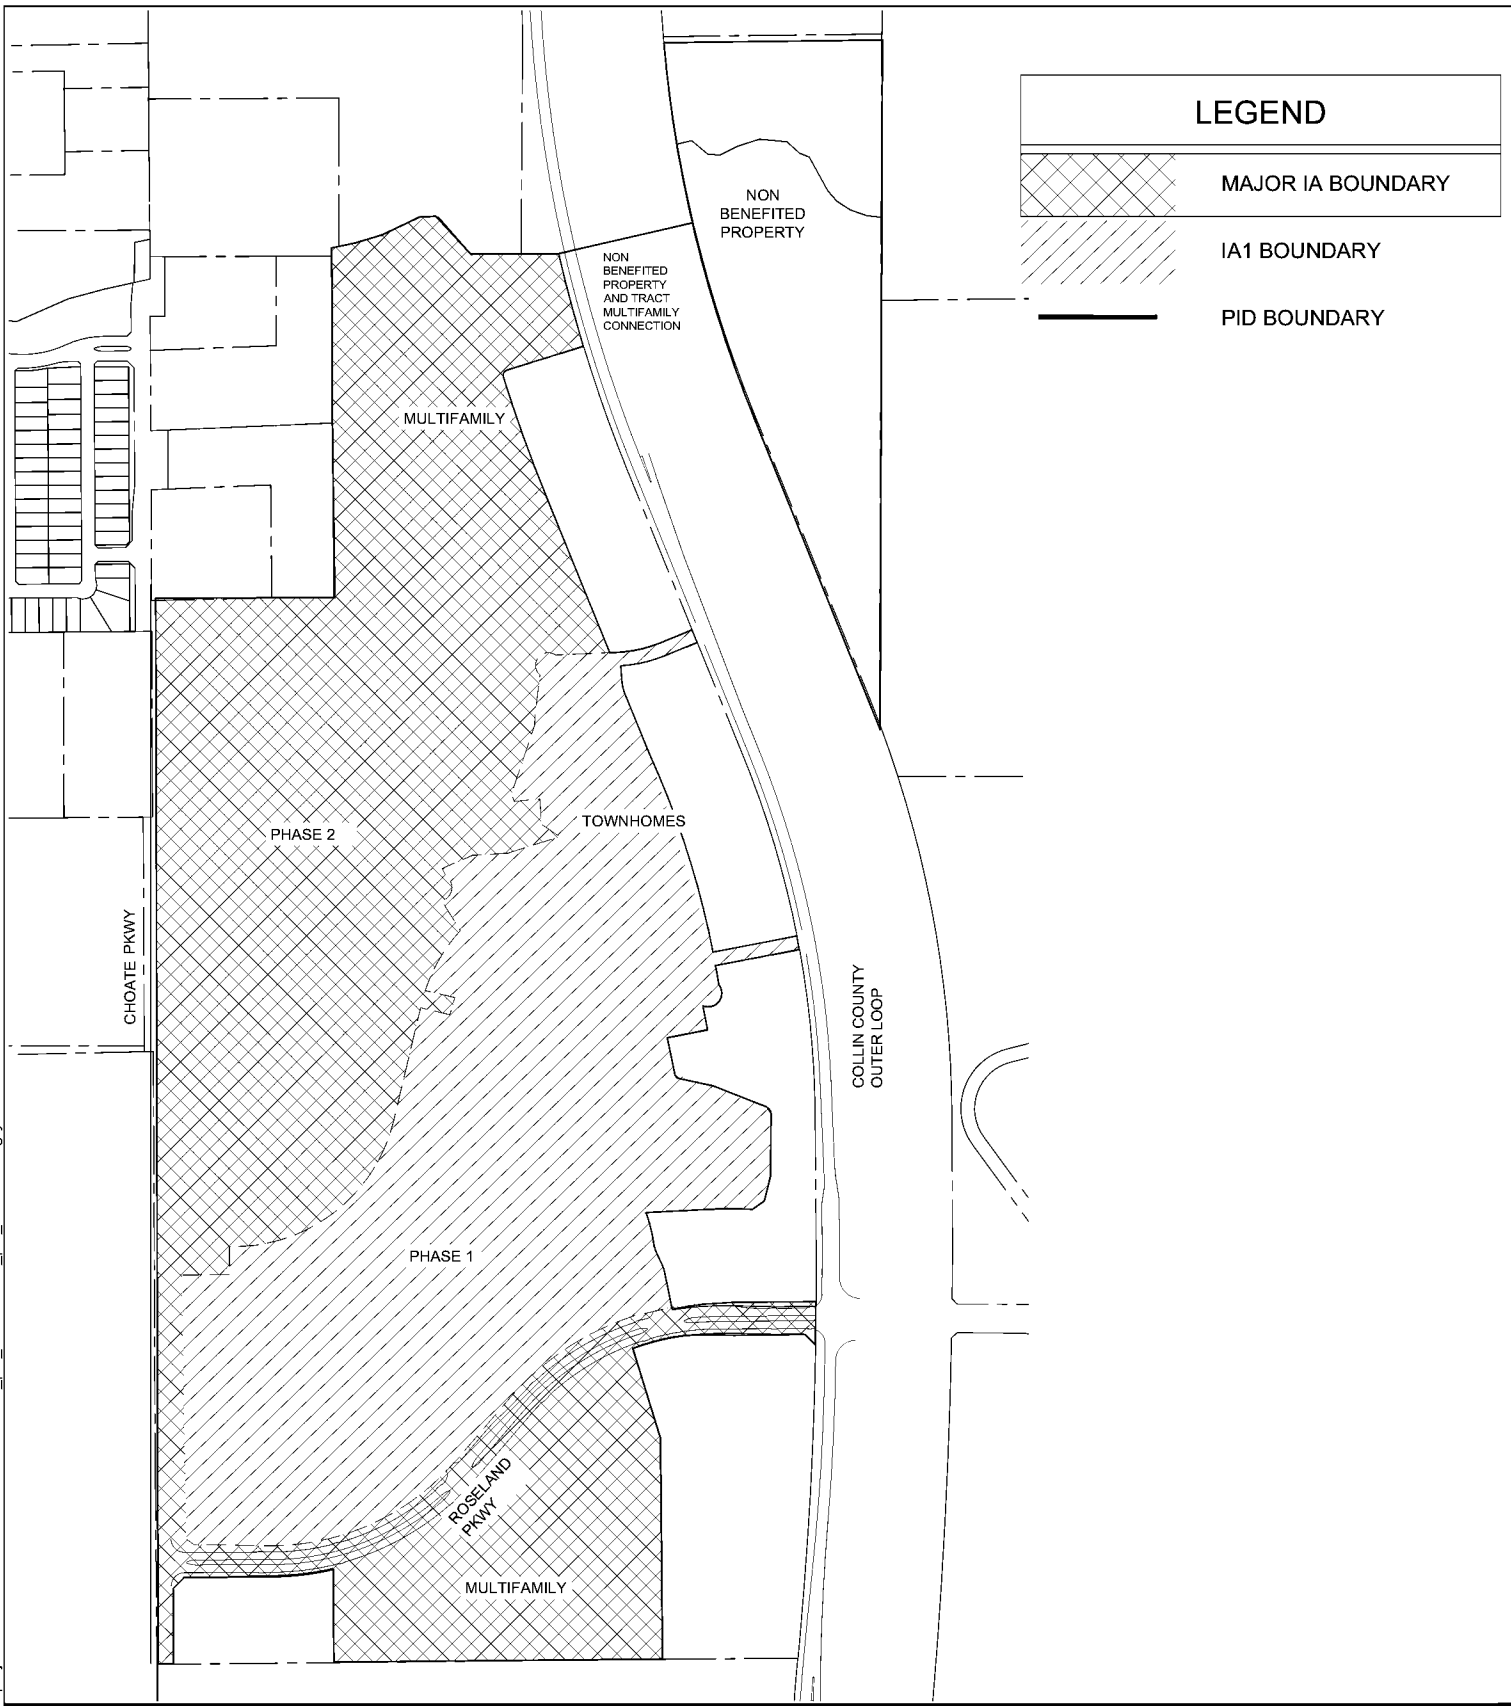 LEGEND
MAJOR IA BOUNDARY
IA1 BOUNDARY
PID BOUNDARY
NON
BENEFITED
PROPERTY
NON
BENEFITED
PROPERTY
AND TRACT
MULTIFAMILY
CONNECTION
MULTIFAMILY
TOWNHOMES
PHASE 2
CHOATE PKWY
COLLIN COUNTY
OUTER LOOP
PHASE 1
ROSELAND
PKWY
MULTIFAMILY